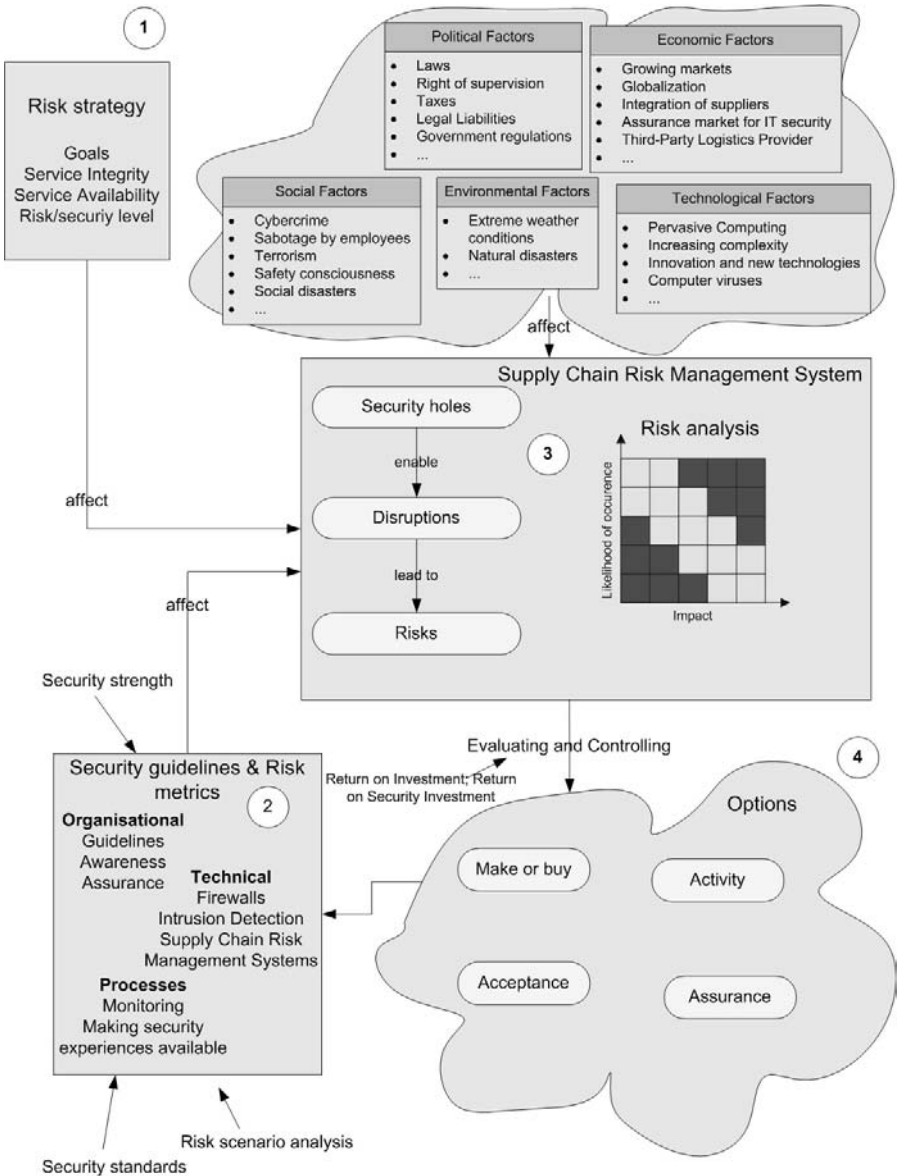 1
Risk strategy
Goals
Service Integrity
Service Availability
Risk/securiy level
Political Factors
• Laws
• Right of supervision
• Taxes
• Legal Liabilities
• Government regulations
• ...
Economic Factors
• Growing markets
• Globalization
• Integration of suppliers
• Assurance market for IT security
• Third-Party Logistics Provider
• ...
Social Factors
• Cybercrime
• Sabotage by employees
• Terrorism
• Safety consciousness
• Social disasters
• ...
Environmental Factors
• Extreme weather
conditions
• Natural disasters
• ...
Technological Factors
• Pervasive Computing
• Increasing complexity
• Innovation and new technologies
• Computer viruses
• ...
affect
Supply Chain Risk Management System
Security holes
enable
Disruptions
lead to
Risks
3
Risk analysis
Likelihood of occurence
Impact
affect
affect
Security strength
Security guidelines & Risk
metrics
2
Organisational
Guidelines
Awareness
Assurance
Technical
Firewalls
Intrusion Detection
Supply Chain Risk
Management Systems
Processes
Monitoring
Making security
experiences available
Security standards
Risk scenario analysis
Evaluating and Controlling
Return on Investment; Return
on Security Investment
4
Options
Make or buy
Activity
Acceptance
Assurance